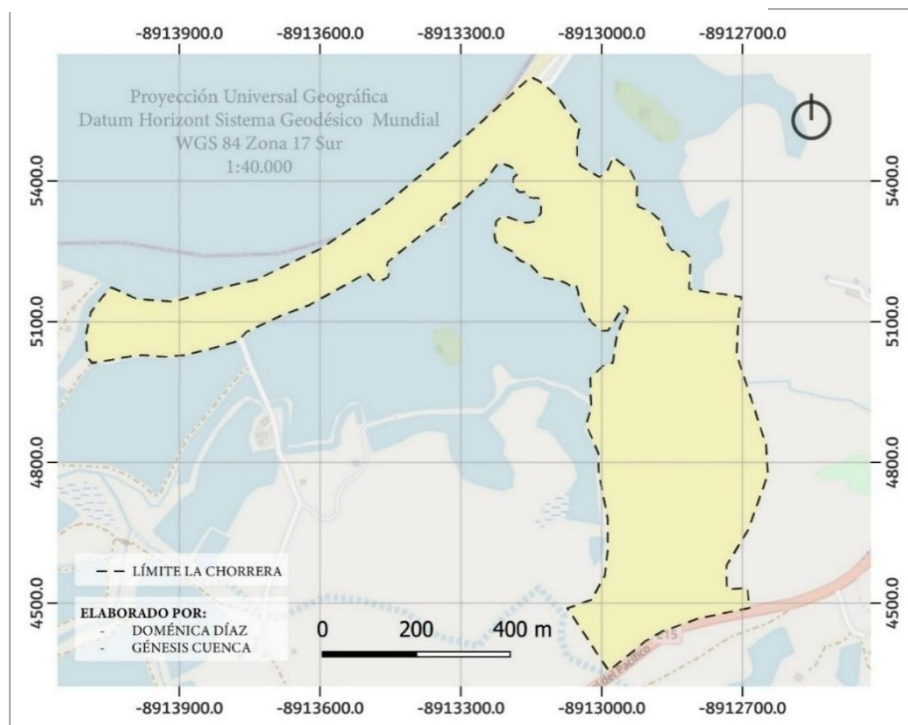 -8913900.0 -8913600.0 -8913300.0 -8913000.0 -8912700.0
Proyección Universal Geográfica
Datum Horizont Sistema Geodésico Mundial
WGS 84 Zona 17 Sur
1:40.000
5400.0 5400.0
5100.0 5100.0
4800.0 4800.0
LÍMITE LA CHORRERA
4500.0 4500.0
ELABORADO POR:
- DOMÉNICA DÍAZ
- GÉNESIS CUENCA
0 200 400 m
E15
del Pacífico
-8913900.0 -8913600.0 -8913300.0 -8913000.0 -8912700.0